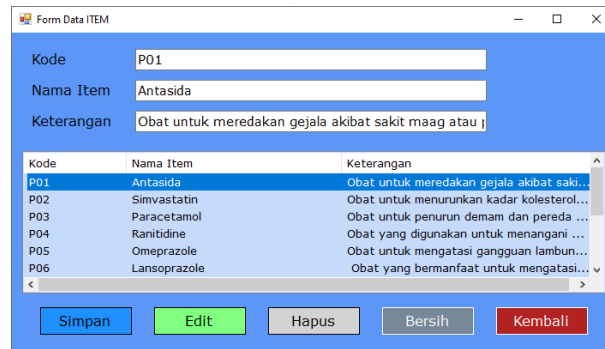 Form Data ITEM
Kode P01
Nama Item Antasida
Keterangan Obat untuk meredakan gejala akibat sakit maag atau
Kode Nama Item Keterangan
P01 Antasida Obat untuk meredakan gejala akibat saki...
P02 Simvastatin Obat untuk menurunkan kadar kolesterol...
P03 Paracetamol Obat untuk penurun demam dan pereda ...
P04 Ranitidine Obat yang digunakan untuk menangani ...
P05 Omeprazole Obat untuk mengatasi gangguan lambun...
P06 Lansoprazole Obat yang bermanfaat untuk mengatasi...
Simpan Edit Hapus Bersih Kembali